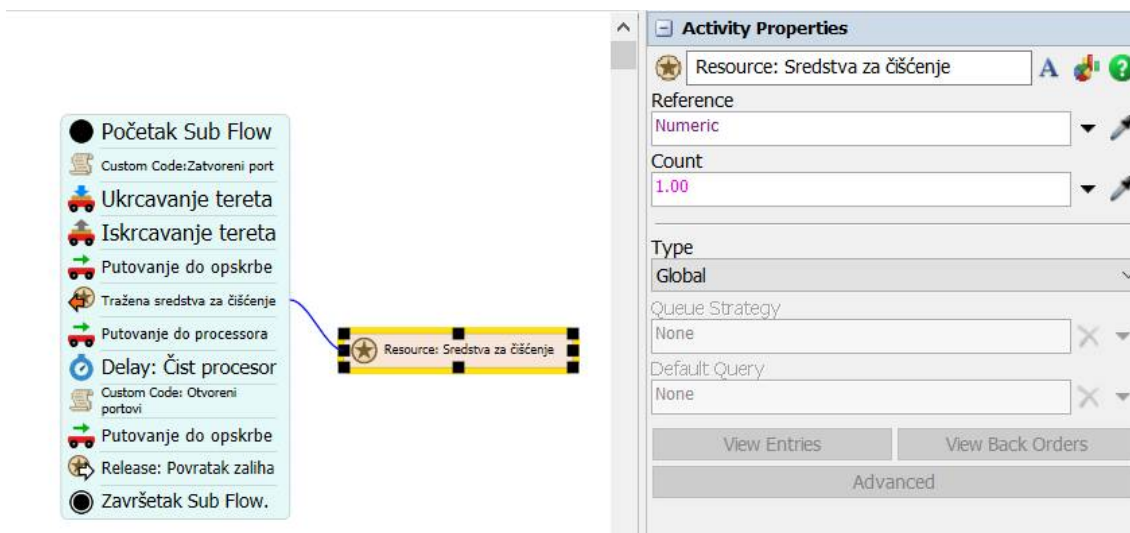 Početak Sub Flow
Custom Code:Zatvoreni port
Ukrcavanje tereta
Iskrcavanje tereta
Putovanje do opskrbe
Tražena sredstva za čišćenje
Putovanje do processora
Delay: Čist procesor
Custom Code: Otvoreni
portovi
Putovanje do opskrbe
Release: Povratak zaliha
Završetak Sub Flow.
Resource: Sredstva za čišćenje
Activity Properties
Resource: Sredstva za čišćenje
Reference
Numeric
Count
1.00
Type
Global
Queue Strategy
None
Default Query
None
View Entries View Back Orders
Advanced